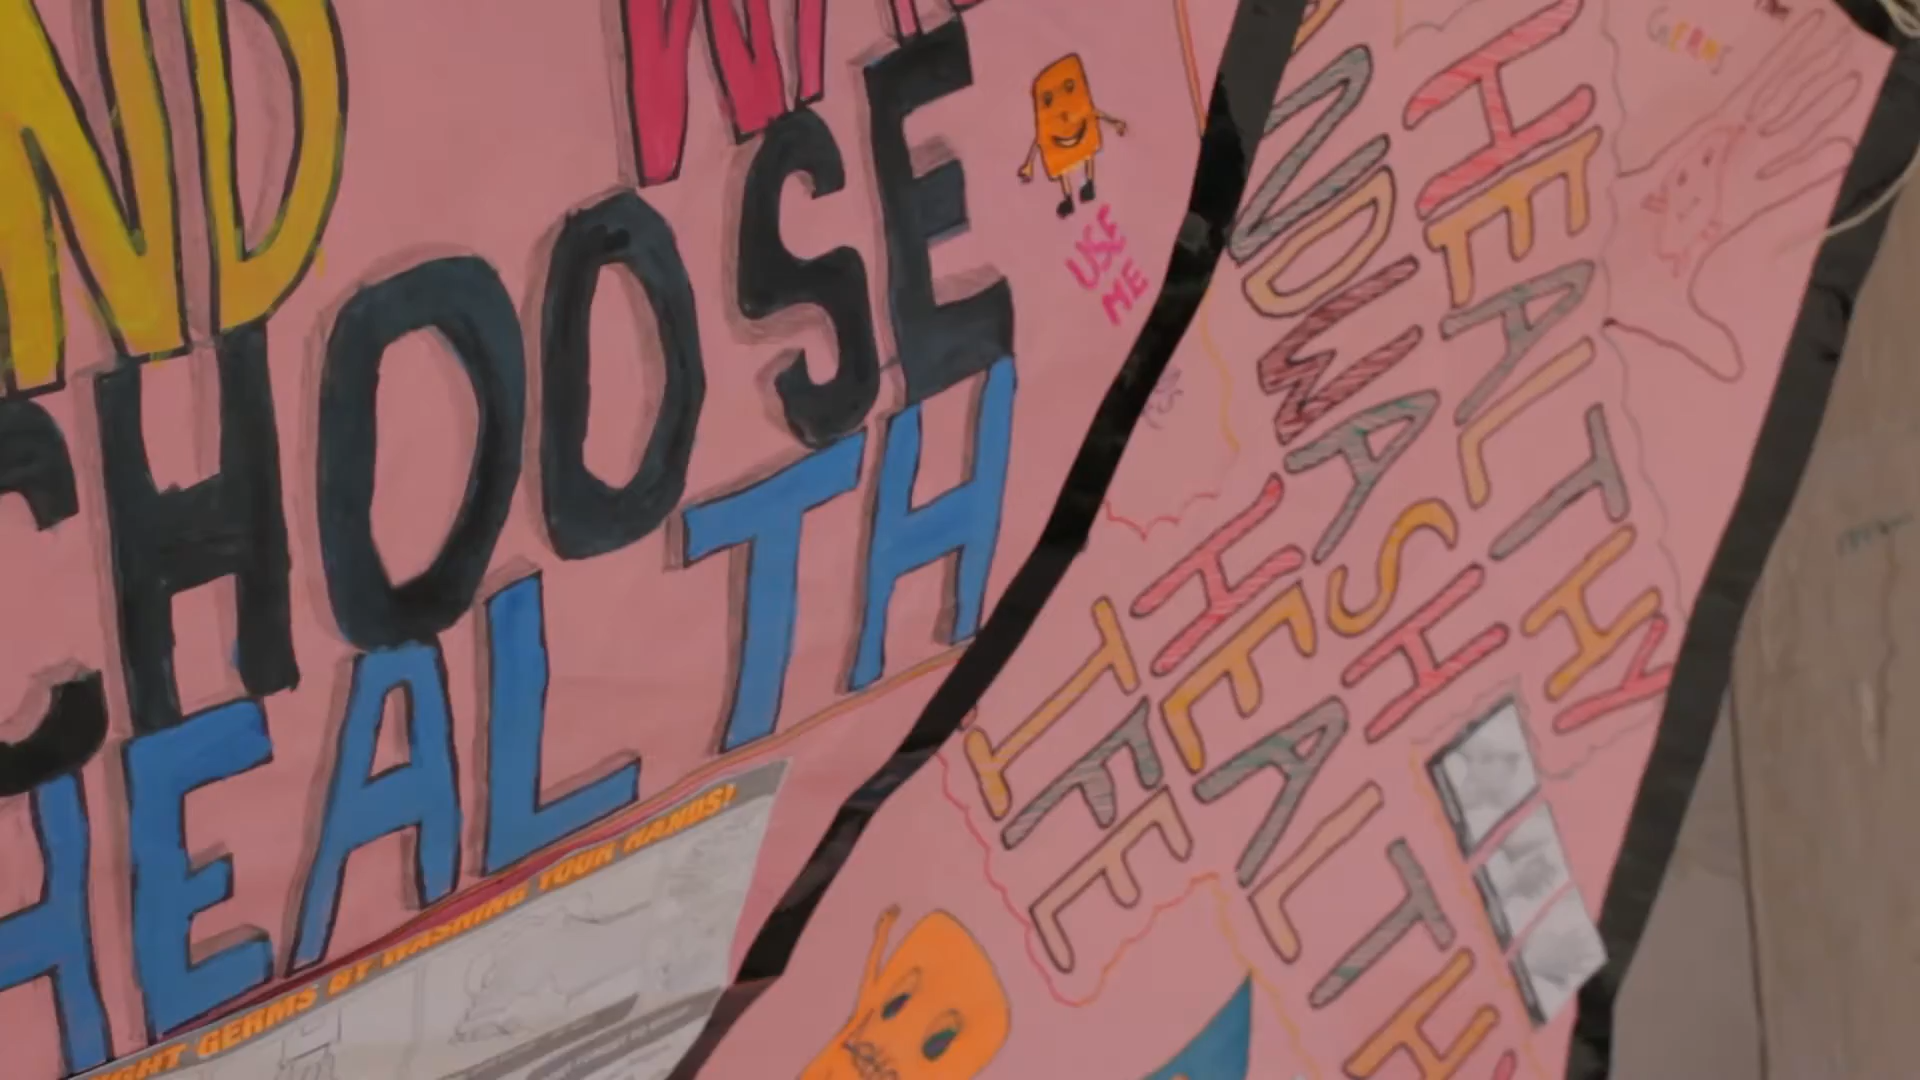 ND
CHOOSE
HEALTH
USE
ME
FIGHT GERMS BY WASHING YOUR HANDS!
GERMS
HEALTHY
HANDWASH
HEALTHY
LIFE